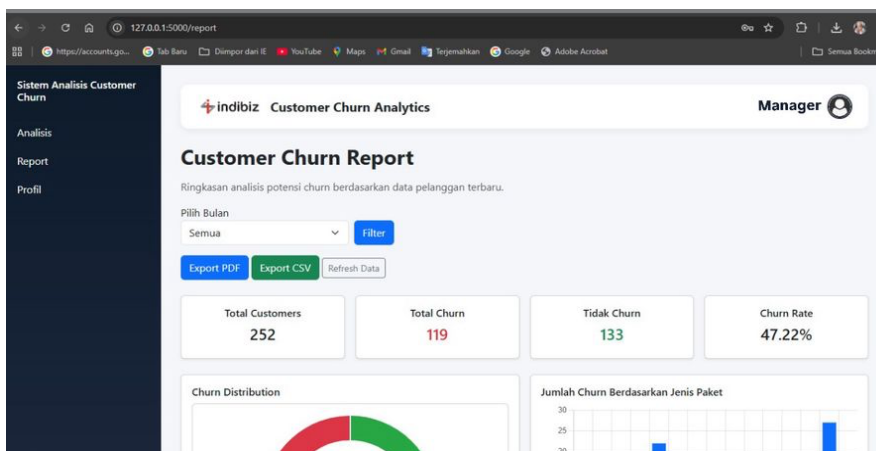 127.0.0.1:5000/report
https://accounts.go...
Tab Baru
Diimpor dari IE
YouTube
Maps
Gmail
Terjemahkan
Google
Adobe Acrobat
Semua Bookm
Sistem Analisis Customer
Churn
Analisis
Report
Profil
indibiz Customer Churn Analytics
Manager
Customer Churn Report
Ringkasan analisis potensi churn berdasarkan data pelanggan terbaru.
Pilih Bulan
Semua
Filter
Export PDF
Export CSV
Refresh Data
Total Customers
252
Total Churn
119
Tidak Churn
133
Churn Rate
47.22%
Churn Distribution
Jumlah Churn Berdasarkan Jenis Paket
30
25
20